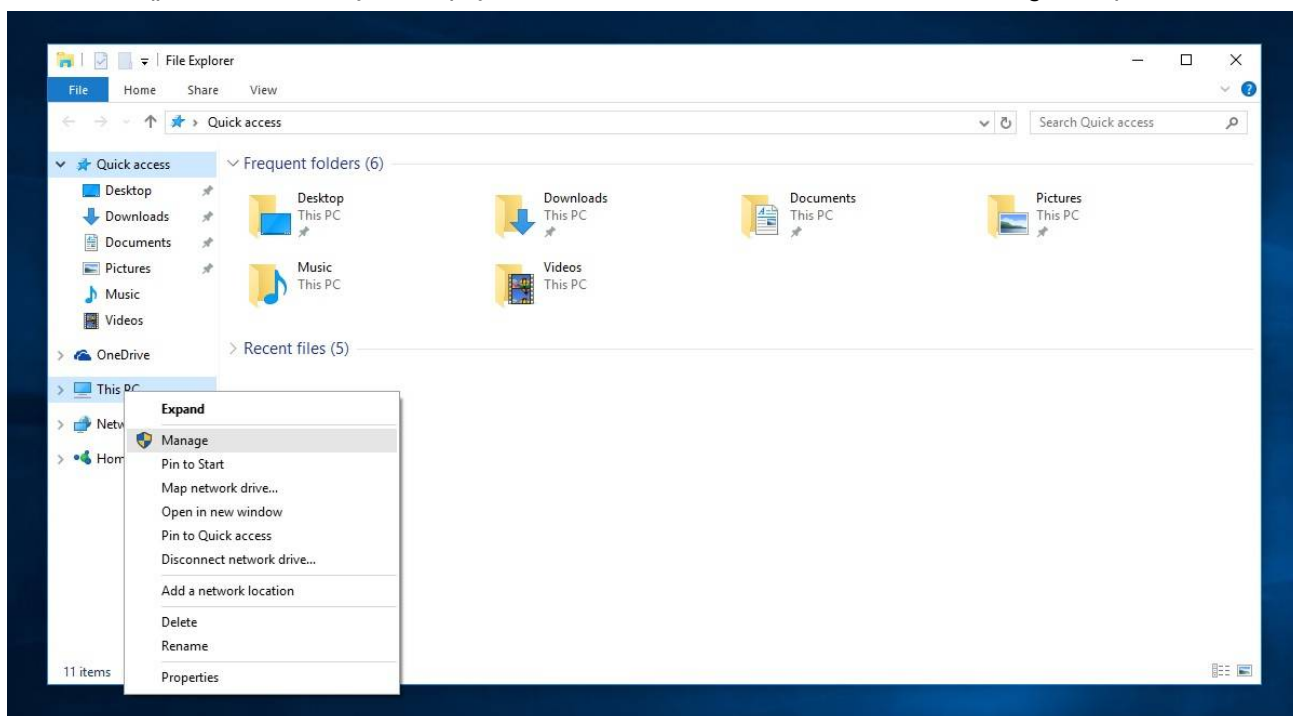 File Explorer
File Home Share View
Quick access
Search Quick access
Quick access
Desktop
Downloads
Documents
Pictures
Music
Videos
OneDrive
This PC
Frequent folders (6)
Desktop
This PC
Downloads
This PC
Documents
This PC
Pictures
This PC
Music
This PC
Videos
This PC
Recent files (5)
Expand
Manage
Pin to Start
Map network drive...
Open in new window
Pin to Quick access
Disconnect network drive...
Add a network location
Delete
Rename
Properties
11 items